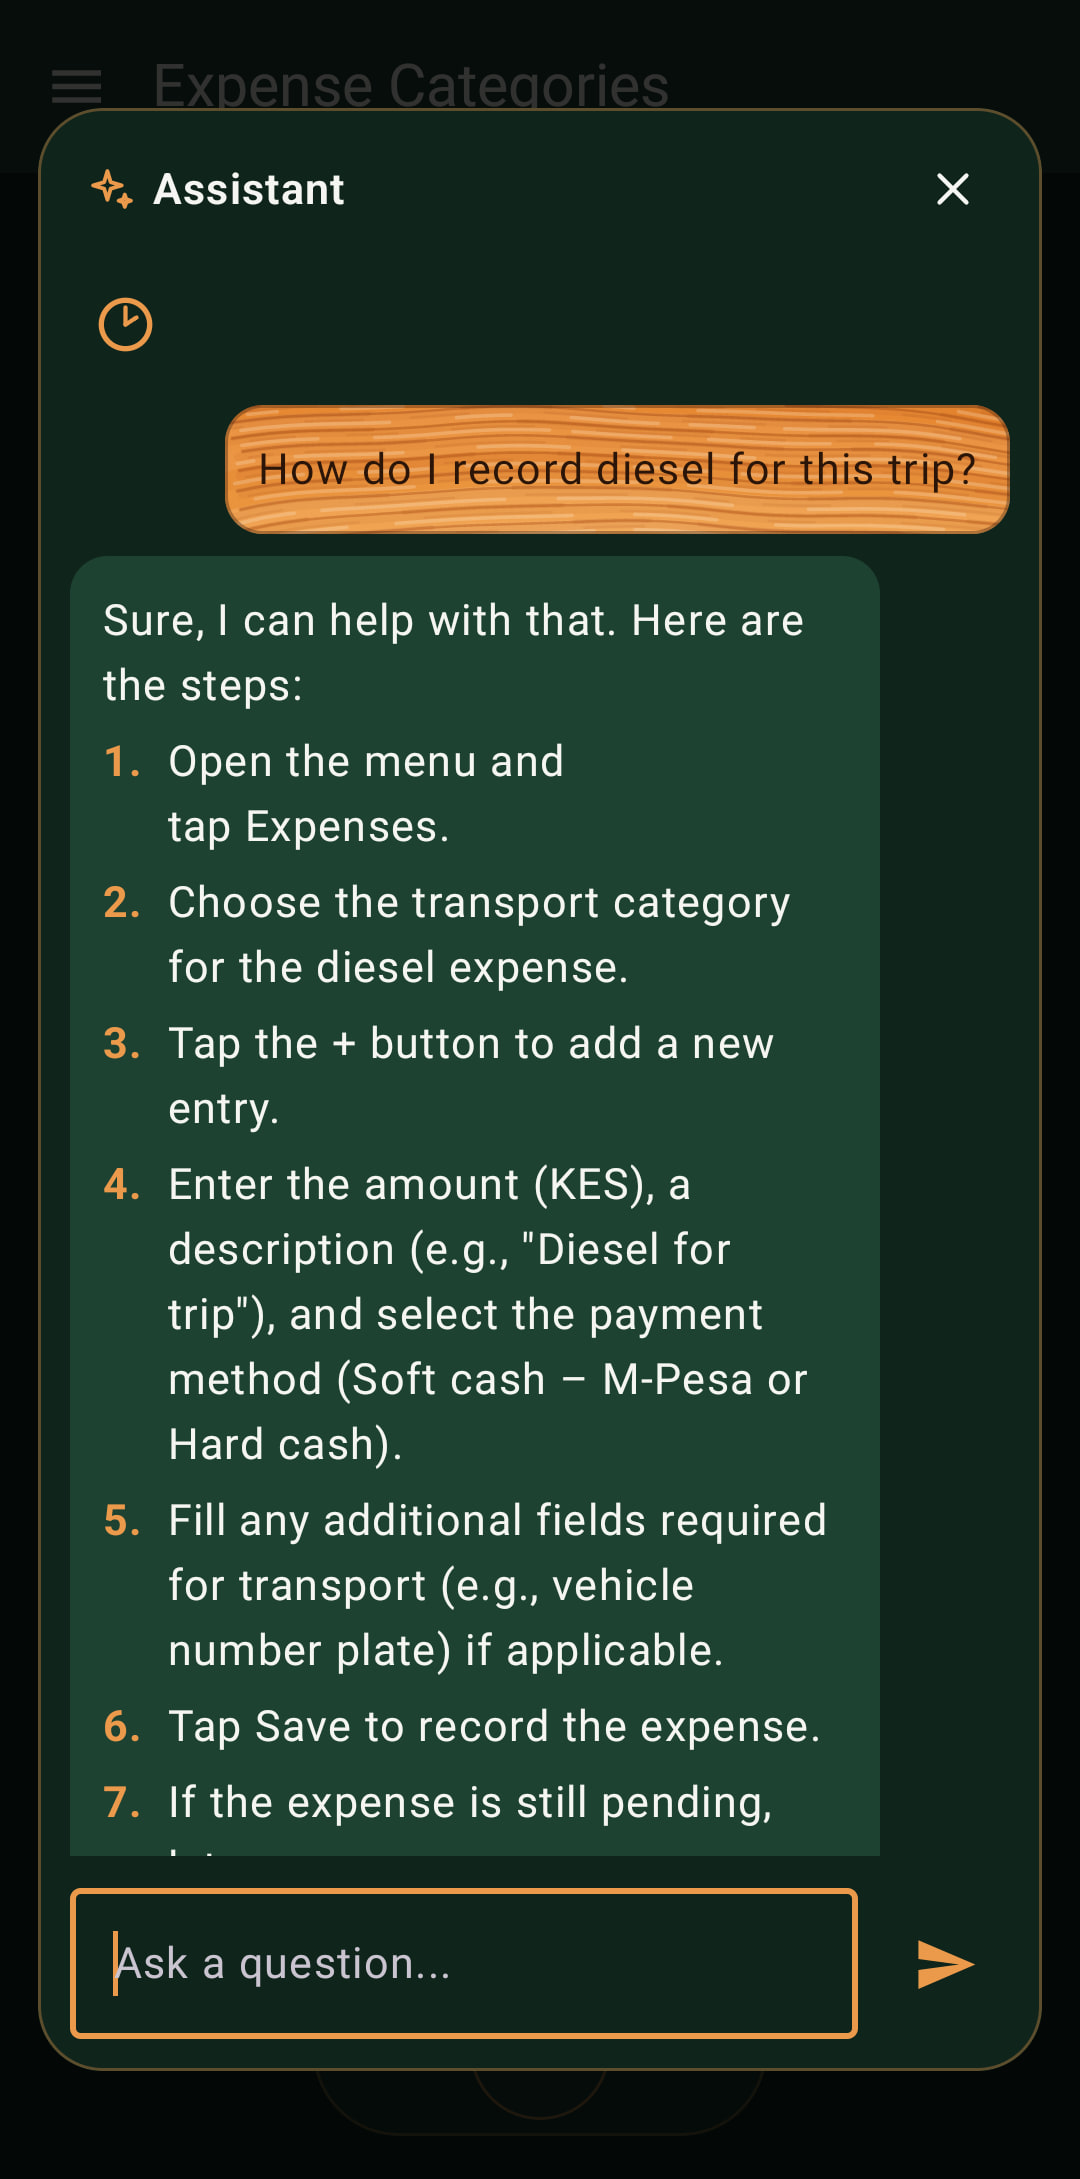 Expense Categories
Assistant
How do I record diesel for this trip?
Sure, I can help with that. Here are
the steps:
1. Open the menu and
tap Expenses.
2. Choose the transport category
for the diesel expense.
3. Tap the + button to add a new
entry.
4. Enter the amount (KES), a
description (e.g., "Diesel for
trip"), and select the payment
method (Soft cash – M-Pesa or
Hard cash).
5. Fill any additional fields required
for transport (e.g., vehicle
number plate) if applicable.
6. Tap Save to record the expense.
7. If the expense is still pending,
Ask a question...